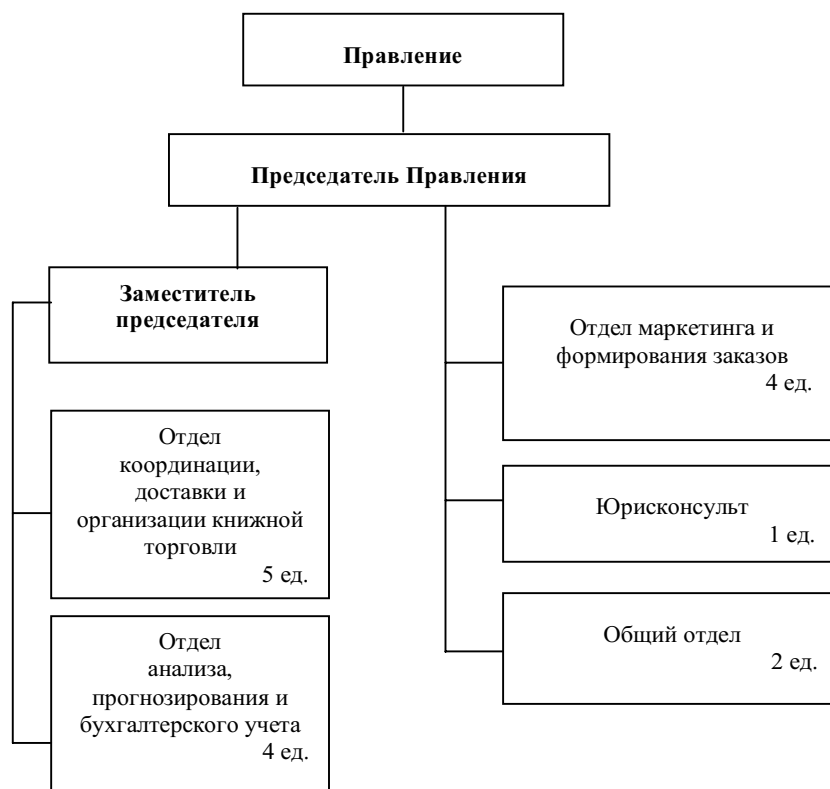 Правление
Председатель Правления
Заместитель
председателя
Отдел
координации,
доставки и
организации книжной
торговли
5 ед.
Отдел
анализа,
прогнозирования и
бухгалтерского учета
4 ед.
Отдел маркетинга и
формирования заказов
4 ед.
Юрисконсульт
1 ед.
Общий отдел
2 ед.